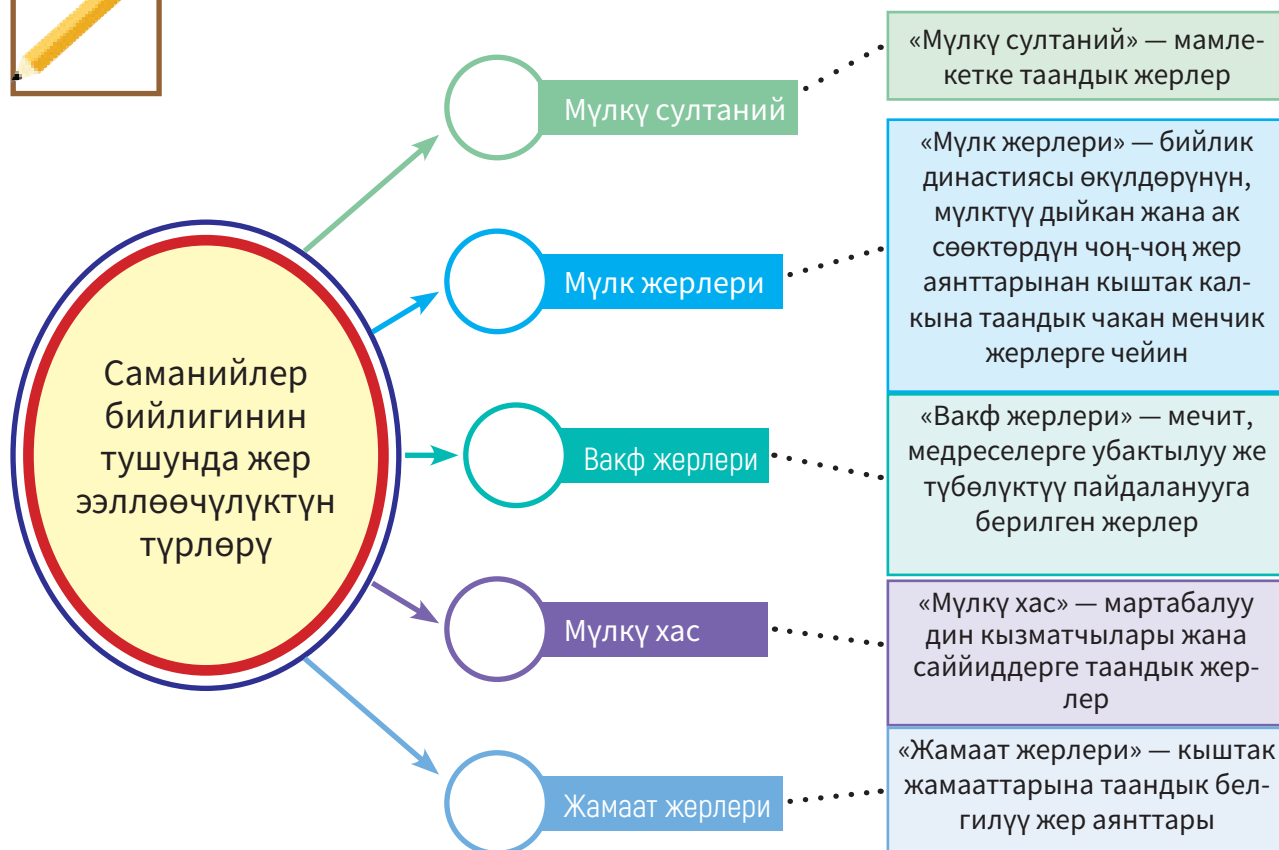 Саманийлер
бийлигинин
тушунда жер
ээллөөчүлүктүн
түрлөрү
Мүлкү султаний
«Мүлкү султаний» — мамле-
кетке таандык жерлер
Мүлк жерлери
«Мүлк жерлери» — бийлик
династиясы өкүлдөрүнүн,
мүлктүү дыйкан жана ак
сөөктөрдүн чоң-чоң жер
аянттарынан кыштак кал-
кына таандык чакан менчик
жерлерге чейин
Вакф жерлери
«Вакф жерлери» — мечит,
медреселерге убактылуу же
түбөлүктүү пайдаланууга
берилген жерлер
Мүлкү хас
«Мүлкү хас» — мартабалуу
дин кызматчылары жана
саййиддерге таандык жер-
лер
Жамаат жерлери
«Жамаат жерлери» — кыштак
жамааттарына таандык бел-
гилүү жер аянттары